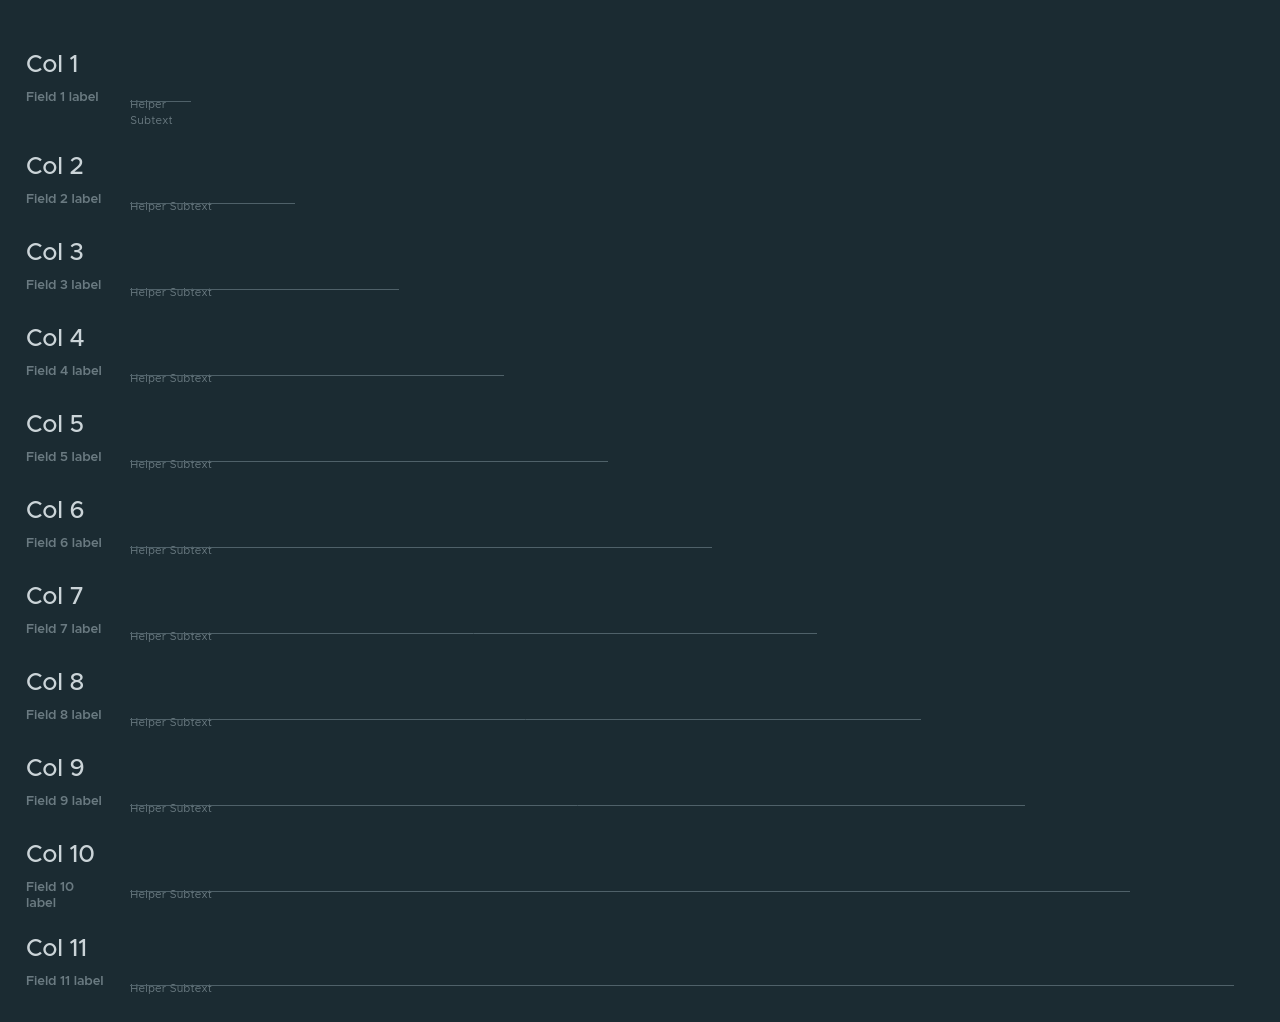 Col 1
Field 1 label
Helper
Subtext
Col 2
Field 2 label
Helper Subtext
Col 3
Field 3 label
Helper Subtext
Col 4
Field 4 label
Helper Subtext
Col 5
Field 5 label
Helper Subtext
Col 6
Field 6 label
Helper Subtext
Col 7
Field 7 label
Helper Subtext
Col 8
Field 8 label
Helper Subtext
Col 9
Field 9 label
Helper Subtext
Col 10
Field 10
label
Helper Subtext
Col 11
Field 11 label
Helper Subtext